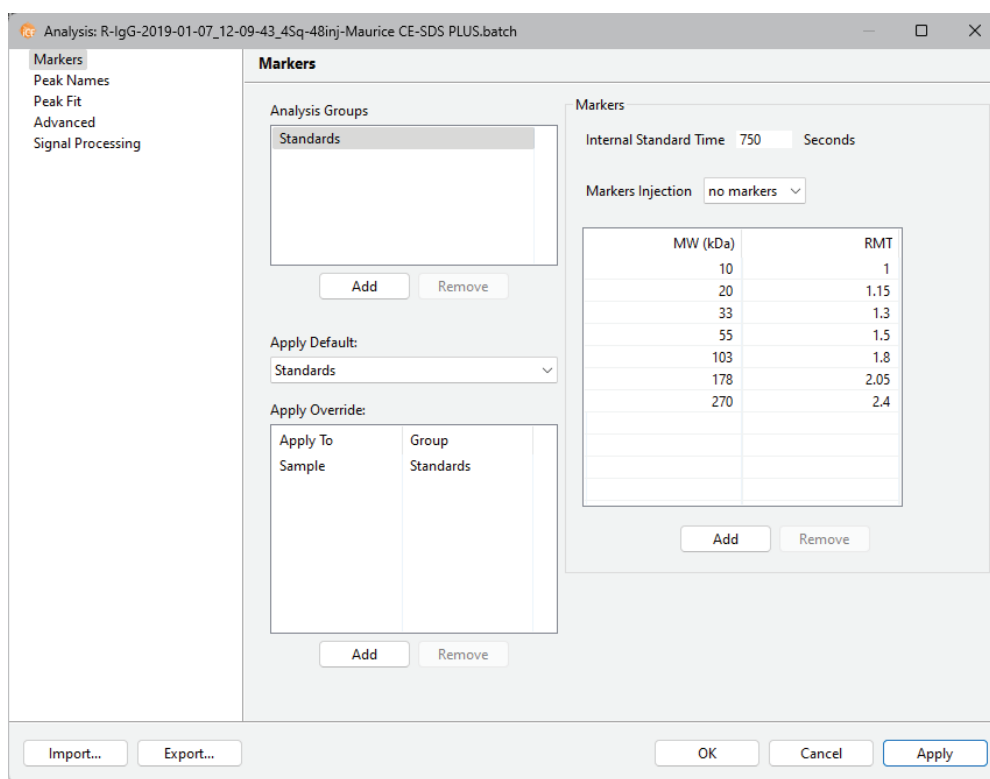 Analysis: R-IgG-2019-01-07_12-09-43_4Sq-48inj-Maurice CE-SDS PLUS.batch
Markers
Peak Names
Peak Fit
Advanced
Signal Processing
Markers
Analysis Groups
Standards
Add Remove
Apply Default:
Standards
Apply Override:
Apply To Group
Sample Standards
Add Remove
Markers
Internal Standard Time 750 Seconds
Markers Injection no markers
MW (kDa) RMT
10 1
20 1.15
33 1.3
55 1.5
103 1.8
178 2.05
270 2.4
Add Remove
Import... Export... OK Cancel Apply